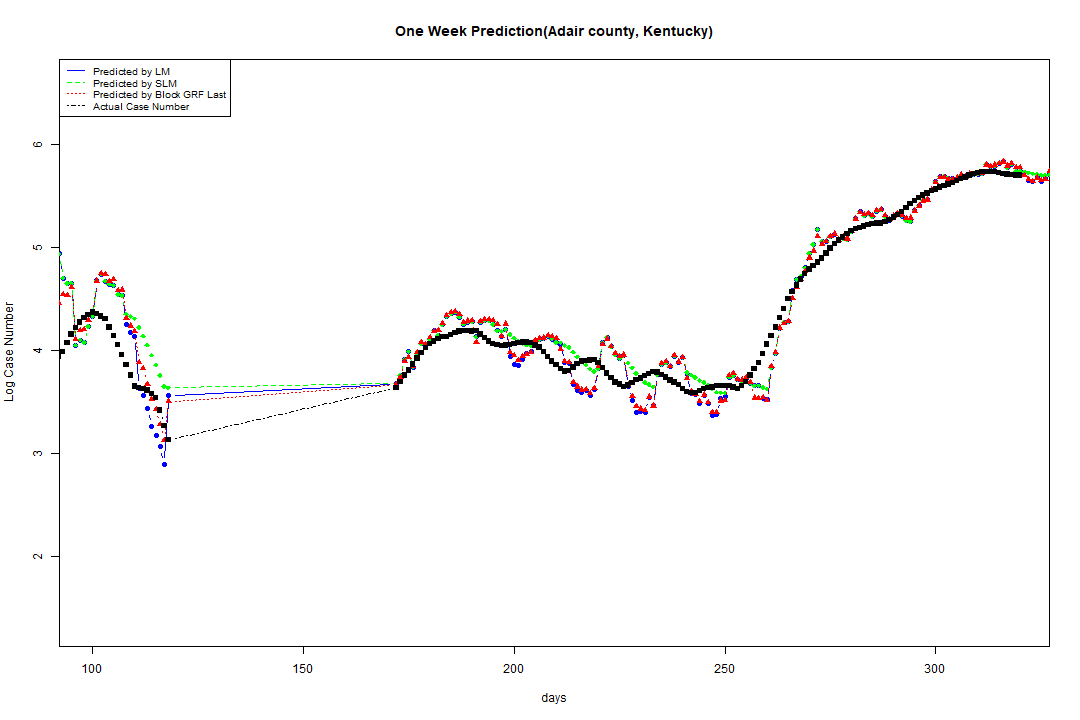 One Week Prediction(Adair county, Kentucky)
Predicted by LM
Predicted by SLM
Predicted by Block GRF Last
Actual Case Number
6
5
4
3
2
Log Case Number
100 150 200 250 300
days